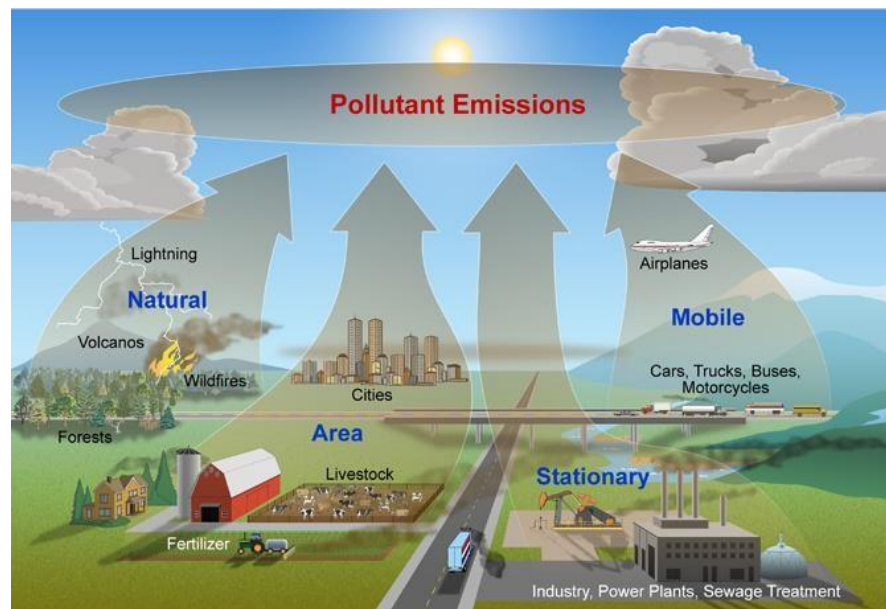 Pollutant Emissions
Lightning
Natural
Volcanos
Wildfires
Forests
Airplanes
Mobile
Cars, Trucks, Buses,
Motorcycles
Cities
Area
Livestock
Fertilizer
Stationary
Industry, Power Plants, Sewage Treatment